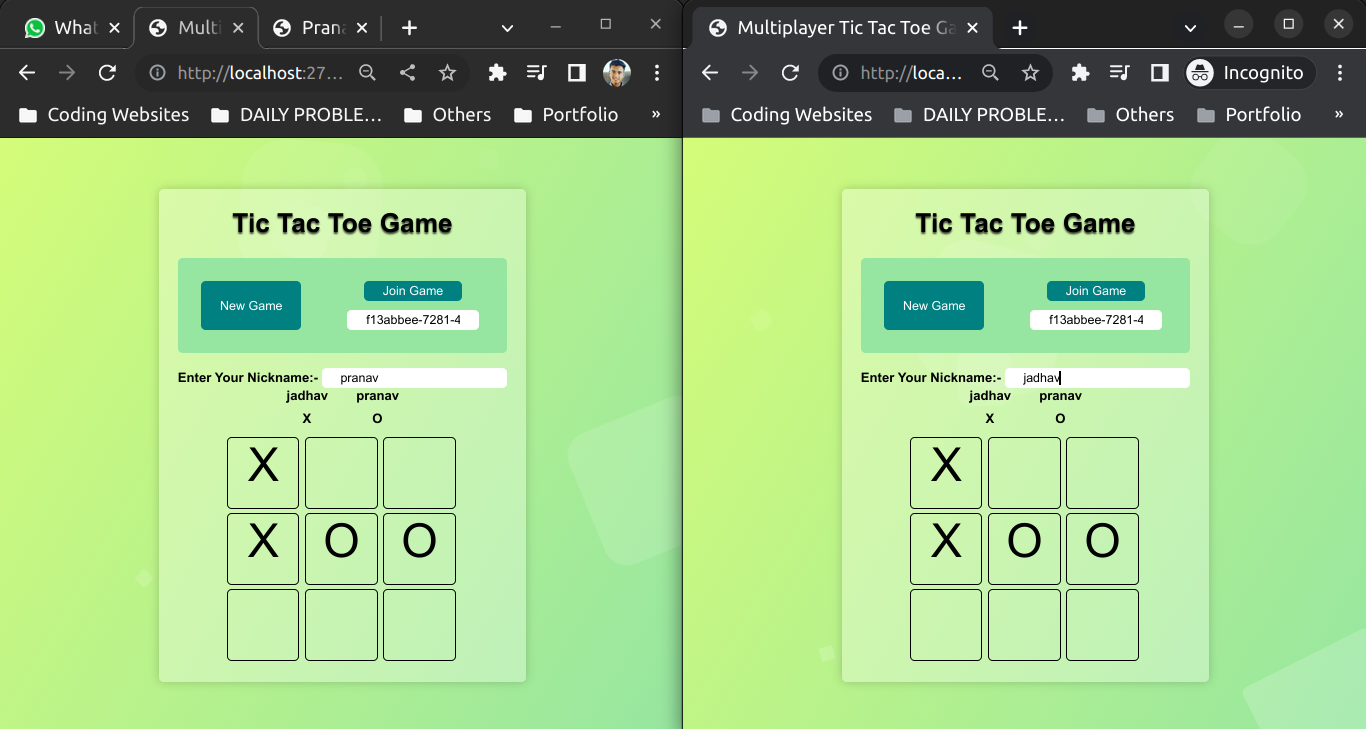 What
Multi
Prana
Multiplayer Tic Tac Toe Ga
http://localhost:27...
http://loca...
Incognito
Coding Websites
DAILY PROBLE...
Others
Portfolio
»
Coding Websites
DAILY PROBLE...
Others
Portfolio
»
Tic Tac Toe Game
New Game
Join Game
f13abbee-7281-4
Enter Your Nickname:- pranav
jadhav pranav
X O
X
X O O
Tic Tac Toe Game
New Game
Join Game
f13abbee-7281-4
Enter Your Nickname:- jadhav
jadhav pranav
X O
X
X O O